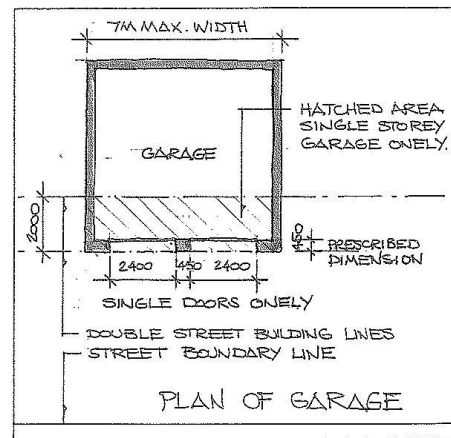 7M MAX. WIDTH
HATCHED AREA
SINGLE STOREY
GARAGE ONELY.
GARAGE
2000
450
PRESCRIBED
DIMENSION
2400 450 2400
SINGLE DOORS ONELY
DOUBLE STREET BUILDING LINES
STREET BOUNDARY LINE
PLAN OF GARAGE